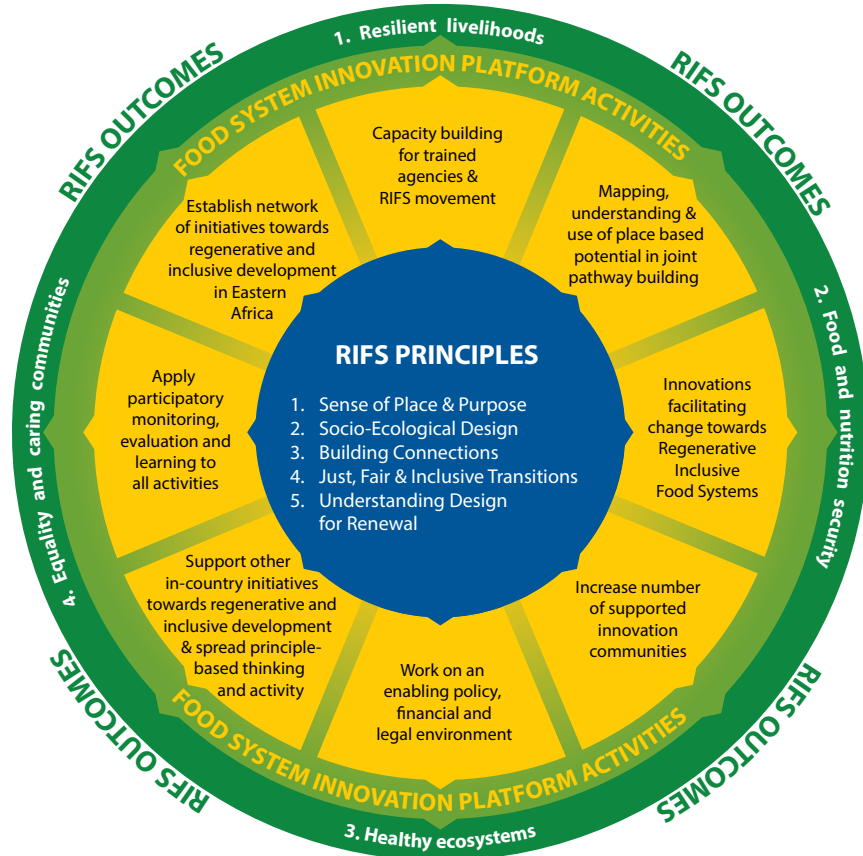 RIFS OUTCOMES
RIFS OUTCOMES
RIFS OUTCOMES
RIFS OUTCOMES
1. Resilient livelihoods
2. Food and nutrition security
3. Healthy ecosystems
4. Equality and caring communities
FOOD SYSTEM INNOVATION PLATFORM ACTIVITIES
FOOD SYSTEM INNOVATION PLATFORM ACTIVITIES
Capacity building
for trained
agencies &
RIFS movement
Mapping,
understanding &
use of place based
potential in joint
pathway building
Innovations
facilitating
change towards
Regenerative
Inclusive
Food Systems
Increase number
of supported
innovation
communities
Work on an
enabling policy,
financial and
legal environment
Support other
in-country initiatives
towards regenerative and
inclusive development
& spread principle-
based thinking
and activity
Apply
participatory
monitoring,
evaluation and
learning to
all activities
Establish network
of initiatives towards
regenerative and
inclusive development
in Eastern
Africa
RIFS PRINCIPLES
1. Sense of Place & Purpose
2. Socio-Ecological Design
3. Building Connections
4. Just, Fair & Inclusive Transitions
5. Understanding Design
for Renewal